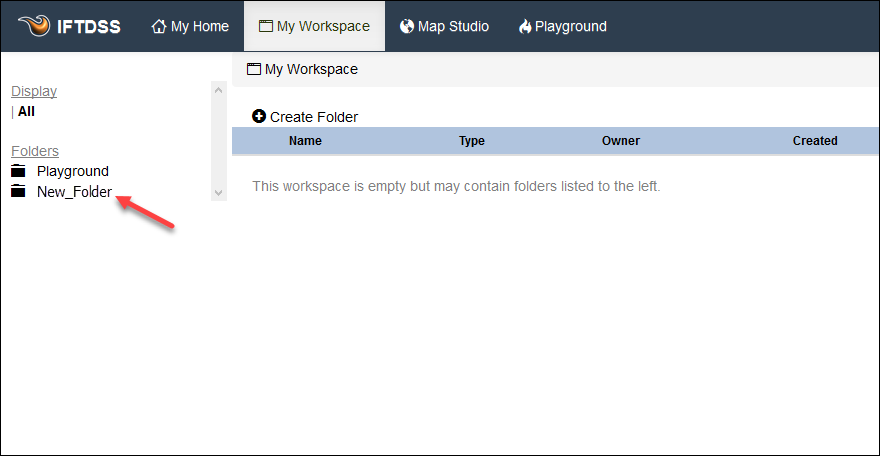 IFTDSS My Home My Workspace Map Studio Playground
My Workspace
Display
| All
Create Folder
Name Type Owner Created
Folders
Playground
New_Folder
This workspace is empty but may contain folders listed to the left.